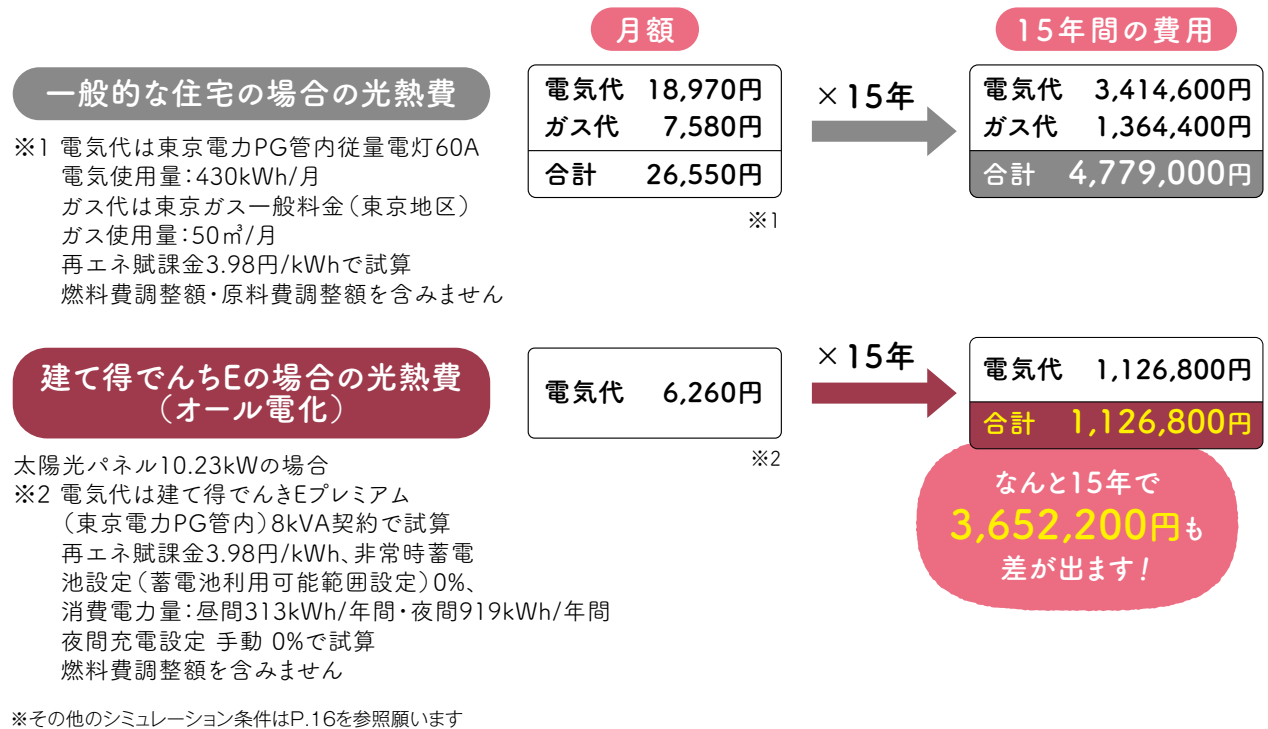 月額
15年間の費用
一般的な住宅の場合の光熱費
※1 電気代は東京電力PG管内従量電灯60A
電気使用量:430kWh/月
ガス代は東京ガス一般料金(東京地区)
ガス使用量:50㎥/月
再エネ賦課金3.98円/kWhで試算
燃料費調整額・原料費調整額を含みません
電気代 18,970円
ガス代 7,580円
合計 26,550円
※1
×15年
電気代 3,414,600円
ガス代 1,364,400円
合計 4,779,000円
建て得でんちEの場合の光熱費
(オール電化)
太陽光パネル10.23kWの場合
※2 電気代は建て得でんきEプレミアム
(東京電力PG管内)8kVA契約で試算
再エネ賦課金3.98円/kWh、非常時蓄電
池設定(蓄電池利用可能範囲設定)0%、
消費電力量:昼間313kWh/年間・夜間919kWh/年間
夜間充電設定 手動 0%で試算
燃料費調整額を含みません
電気代 6,260円
※2
×15年
電気代 1,126,800円
合計 1,126,800円
なんと15年で
3,652,200円も
差が出ます!
※その他のシミュレーション条件はP.16を参照願います